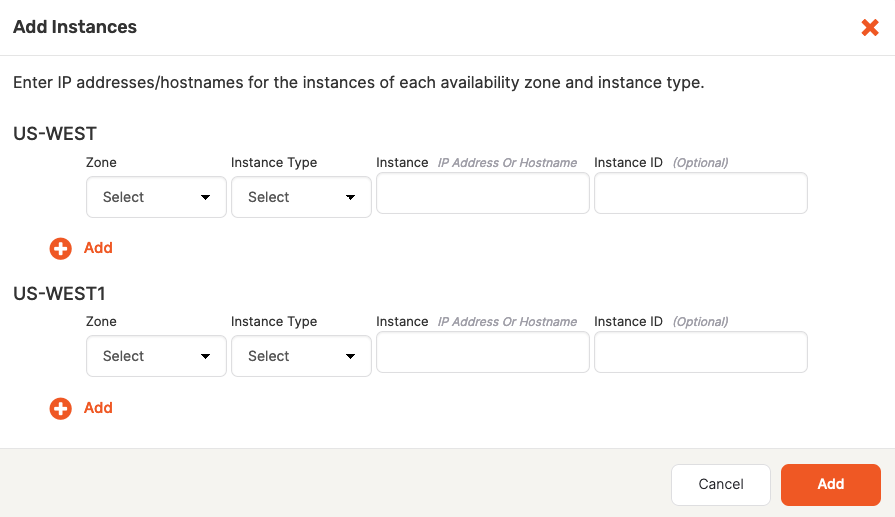 Add Instances
Enter IP addresses/hostnames for the instances of each availability zone and instance type.
US-WEST
Zone Instance Type Instance IP Address Or Hostname Instance ID (Optional)
Select Select
Add
US-WEST1
Zone Instance Type Instance IP Address Or Hostname Instance ID (Optional)
Select Select
Add
Cancel Add